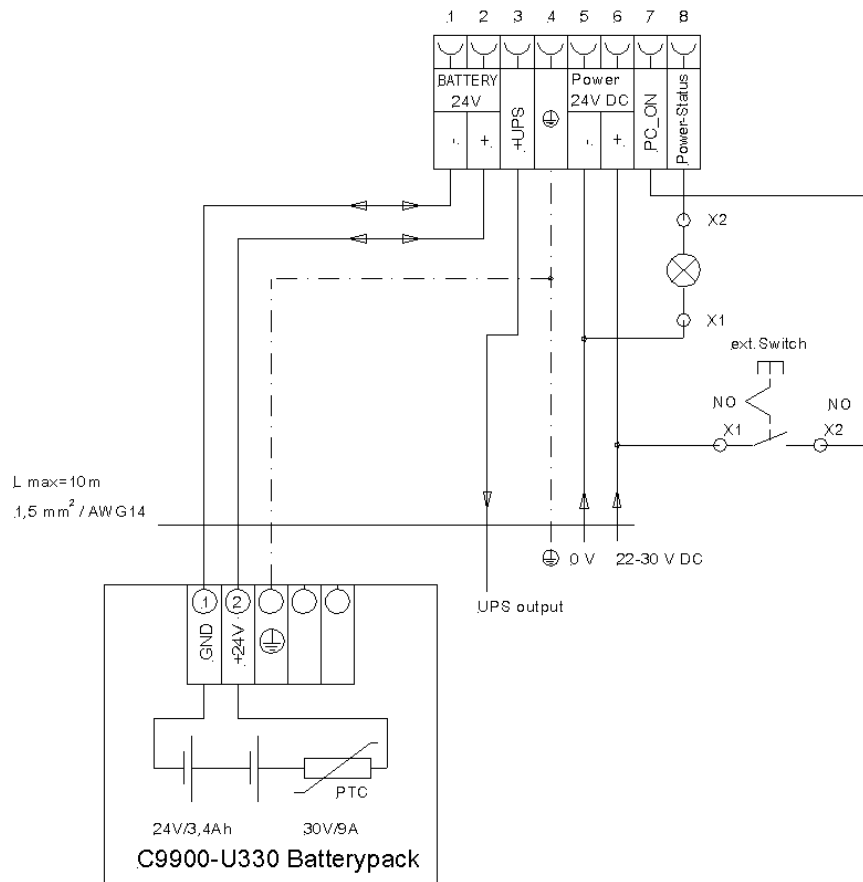 1 2 3 4 5 6 7 8
BATTERY
24V
- +
+UPS
Power
24V DC
- +
PC_ON
Power-Status
X2
X1
ext.Switch
NO NO
X1 X2
L max=10m
1,5 mm² / AWG14
0 V 22-30 V DC
UPS output
1 2
GND
+24V
PTC
24V/3,4Ah 30V/9A
C9900-U330 Batterypack